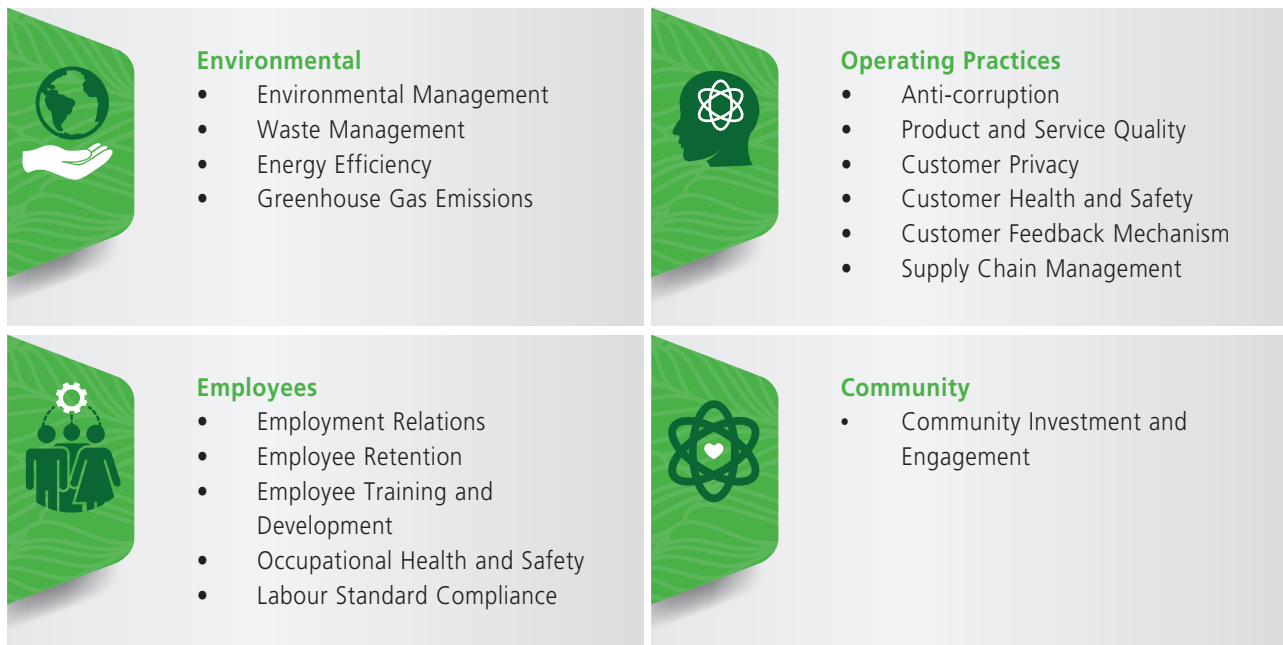 Environmental
• Environmental Management
• Waste Management
• Energy Efficiency
• Greenhouse Gas Emissions
Operating Practices
• Anti-corruption
• Product and Service Quality
• Customer Privacy
• Customer Health and Safety
• Customer Feedback Mechanism
• Supply Chain Management
Employees
• Employment Relations
• Employee Retention
• Employee Training and
Development
• Occupational Health and Safety
• Labour Standard Compliance
Community
• Community Investment and
Engagement